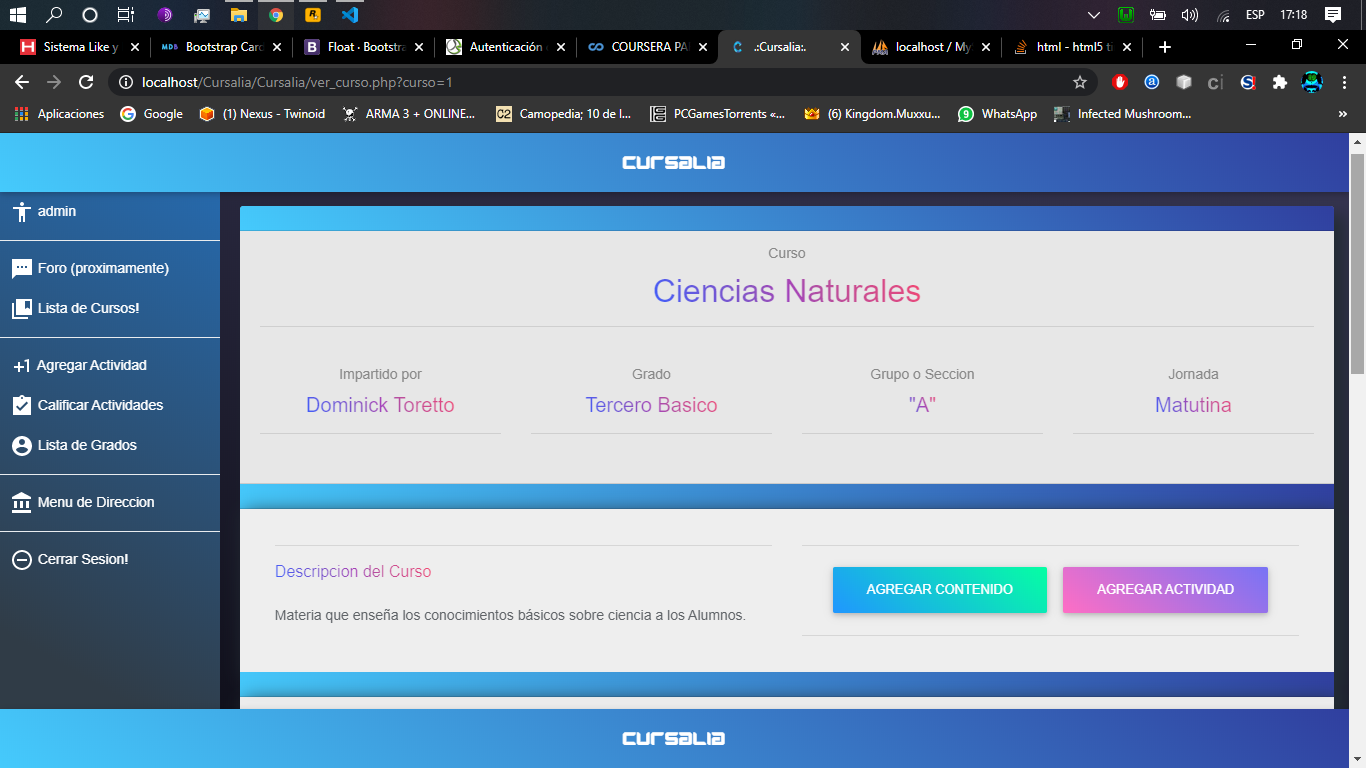 ESP
17:18
Sistema Like y
MDB Bootstrap Card
B Float · Bootstra
Autenticación
COURSERA PA
.:Cursalia:.
localhost / My
html - html5 ti
localhost/Cursalia/Cursalia/ver_curso.php?curso=1
Aplicaciones
Google
(1) Nexus - Twinoid
ARMA 3 + ONLINE...
C2 Camopedia; 10 de l...
PCGamesTorrents «...
(6) Kingdom.Muxxu...
WhatsApp
Infected Mushroom...
»
CURSALIA
admin
Foro (proximamente)
Lista de Cursos!
+1 Agregar Actividad
Calificar Actividades
Lista de Grados
Menu de Direccion
Cerrar Sesion!
Curso
Ciencias Naturales
Impartido por
Dominick Toretto
Grado
Tercero Basico
Grupo o Seccion
"A"
Jornada
Matutina
Descripcion del Curso
Materia que enseña los conocimientos básicos sobre ciencia a los Alumnos.
AGREGAR CONTENIDO
AGREGAR ACTIVIDAD
CURSALIA